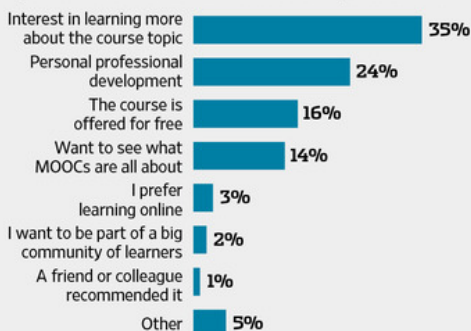 Interest in learning more
about the course topic
35%
Personal professional
development
24%
The course is
offered for free
16%
Want to see what
MOOCs are all about
14%
I prefer
learning online
3%
I want to be part of a big
community of learners
2%
A friend or colleague
recommended it
1%
Other
5%